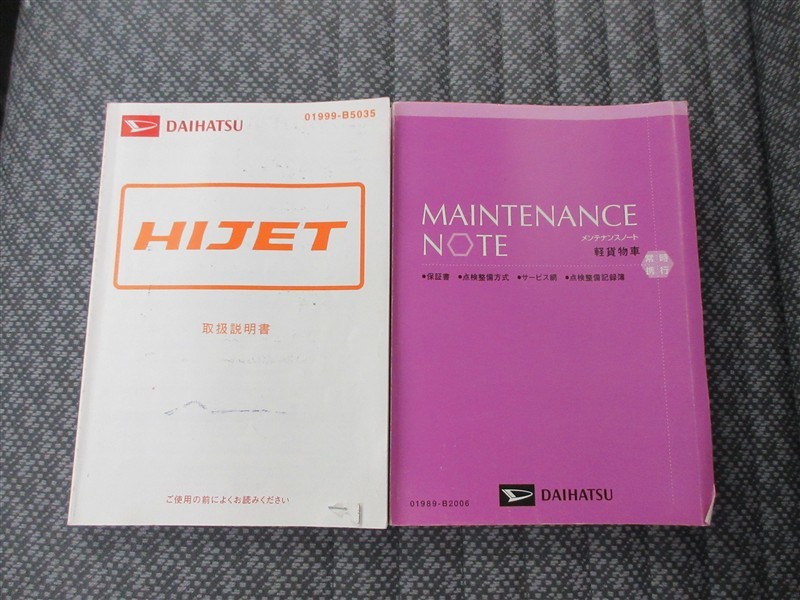 DAIHATSU
01999-B5035
HIJET
取扱説明書
ご使用の前によくお読みください
MAINTENANCE
NOTE
メンテナンスノート
軽貨物車
常時
携行
•保証書 •点検整備方式 •サービス網 •点検整備記録簿
01989-B2006
DAIHATSU